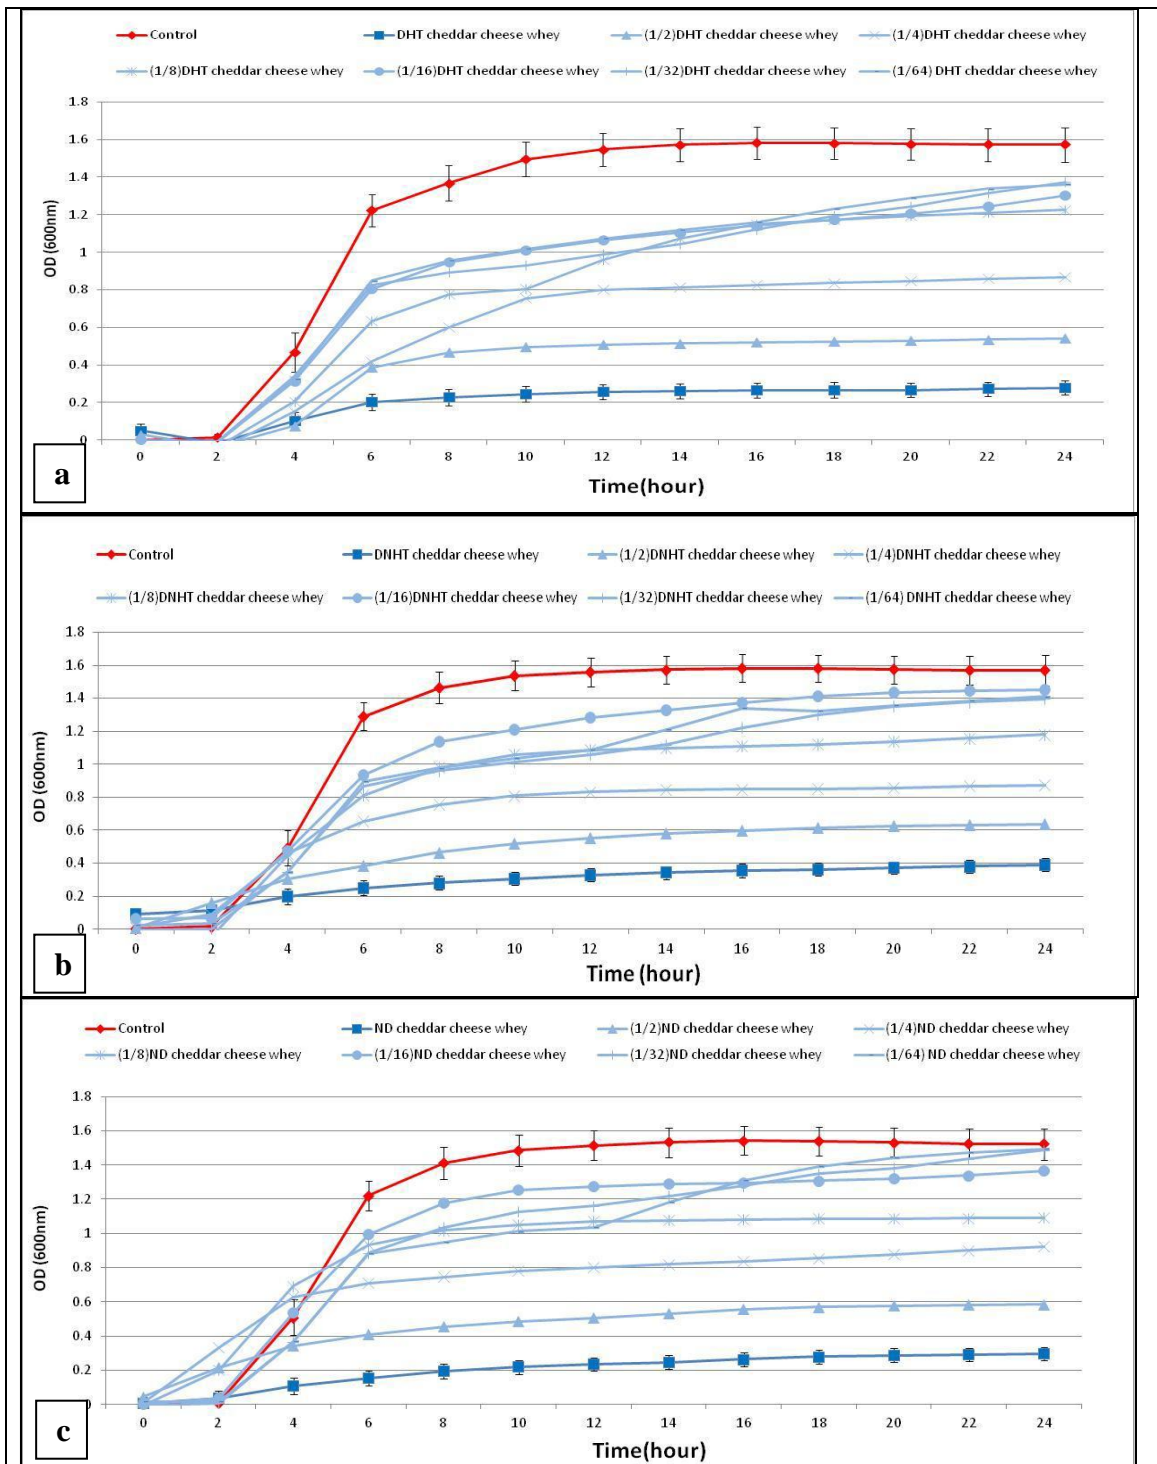 Control DHT cheddar cheese whey (1/2)DHT cheddar cheese whey (1/4)DHT cheddar cheese whey
(1/8)DHT cheddar cheese whey (1/16)DHT cheddar cheese whey (1/32)DHT cheddar cheese whey (1/64) DHT cheddar cheese whey
1.8
1.6
1.4
1.2
1
0.8
0.6
0.4
0.2
0
OD (600nm)
0 2 4 6 8 10 12 14 16 18 20 22 24
Time(hour)
a
Control DNHT cheddar cheese whey (1/2)DNHT cheddar cheese whey (1/4)DNHT cheddar cheese whey
(1/8)DNHT cheddar cheese whey (1/16)DNHT cheddar cheese whey (1/32)DNHT cheddar cheese whey (1/64) DNHT cheddar cheese whey
1.8
1.6
1.4
1.2
1
0.8
0.6
0.4
0.2
0
OD (600nm)
0 2 4 6 8 10 12 14 16 18 20 22 24
Time (hour)
b
Control ND cheddar cheese whey (1/2)ND cheddar cheese whey (1/4)ND cheddar cheese whey
(1/8)ND cheddar cheese whey (1/16)ND cheddar cheese whey (1/32)ND cheddar cheese whey (1/64) ND cheddar cheese whey
1.8
1.6
1.4
1.2
1
0.8
0.6
0.4
0.2
0
OD (600nm)
0 2 4 6 8 10 12 14 16 18 20 22 24
Time(hour)
c